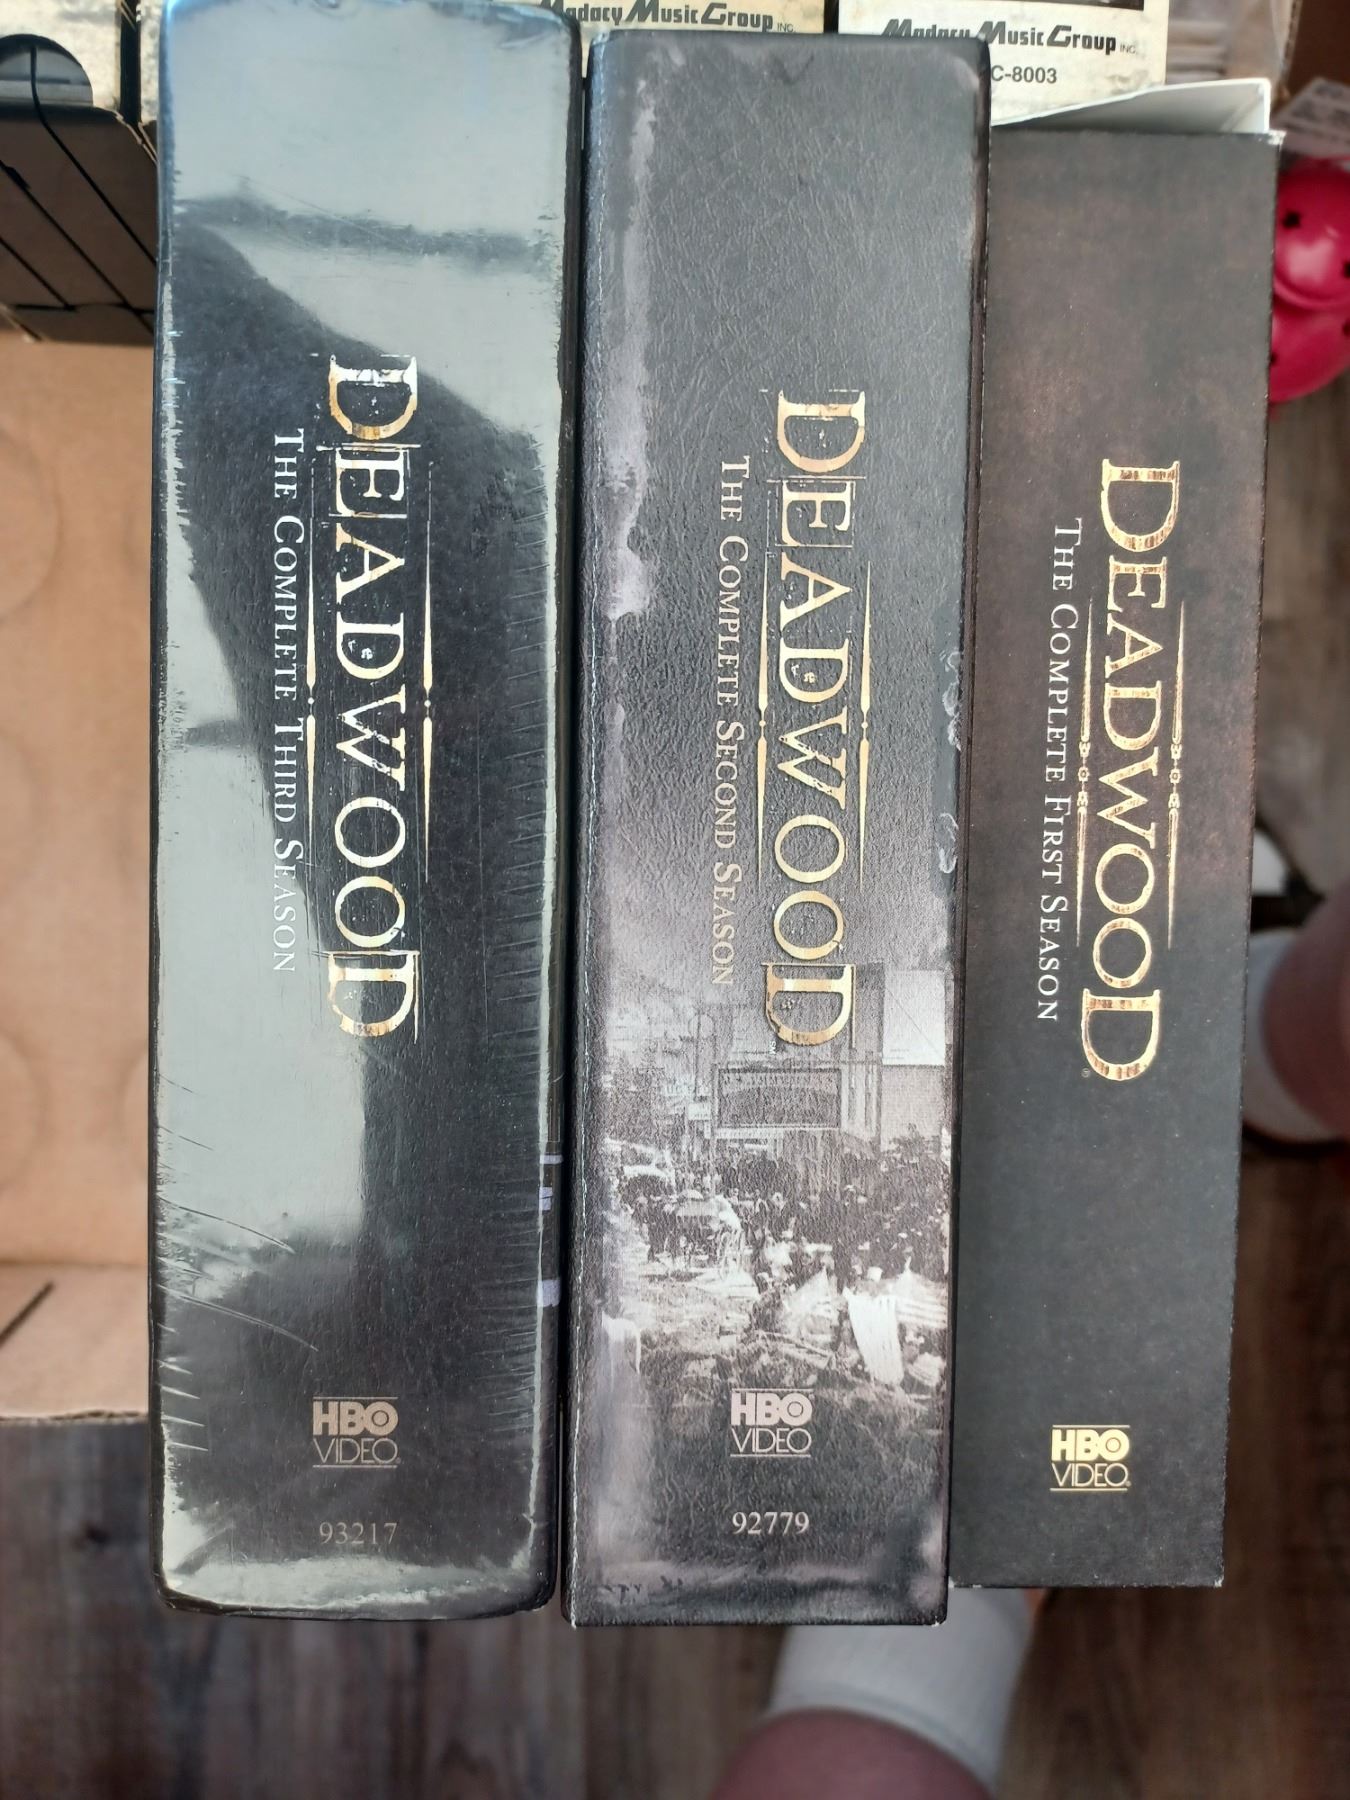 Madacy Music Group INC.
Madacy Music Group INC.
C-8003
DEADWOOD
THE COMPLETE THIRD SEASON
HBO
VIDEO
93217
DEADWOOD
THE COMPLETE SECOND SEASON
HBO
VIDEO
92779
DEADWOOD
THE COMPLETE FIRST SEASON
HBO
VIDEO